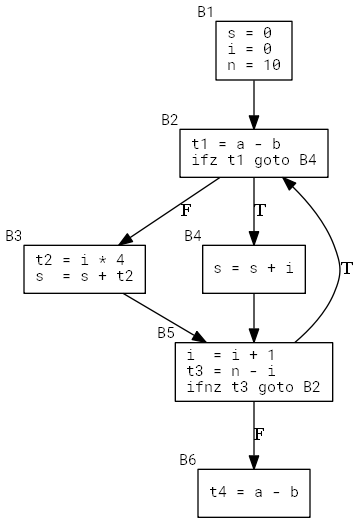 B1
s = 0
i = 0
n = 10
B2
t1 = a - b
ifz t1 goto B4
F
T
B3
t2 = i * 4
s  = s + t2
B4
s = s + i
T
B5
i  = i + 1
t3 = n - i
ifnz t3 goto B2
F
B6
t4 = a - b